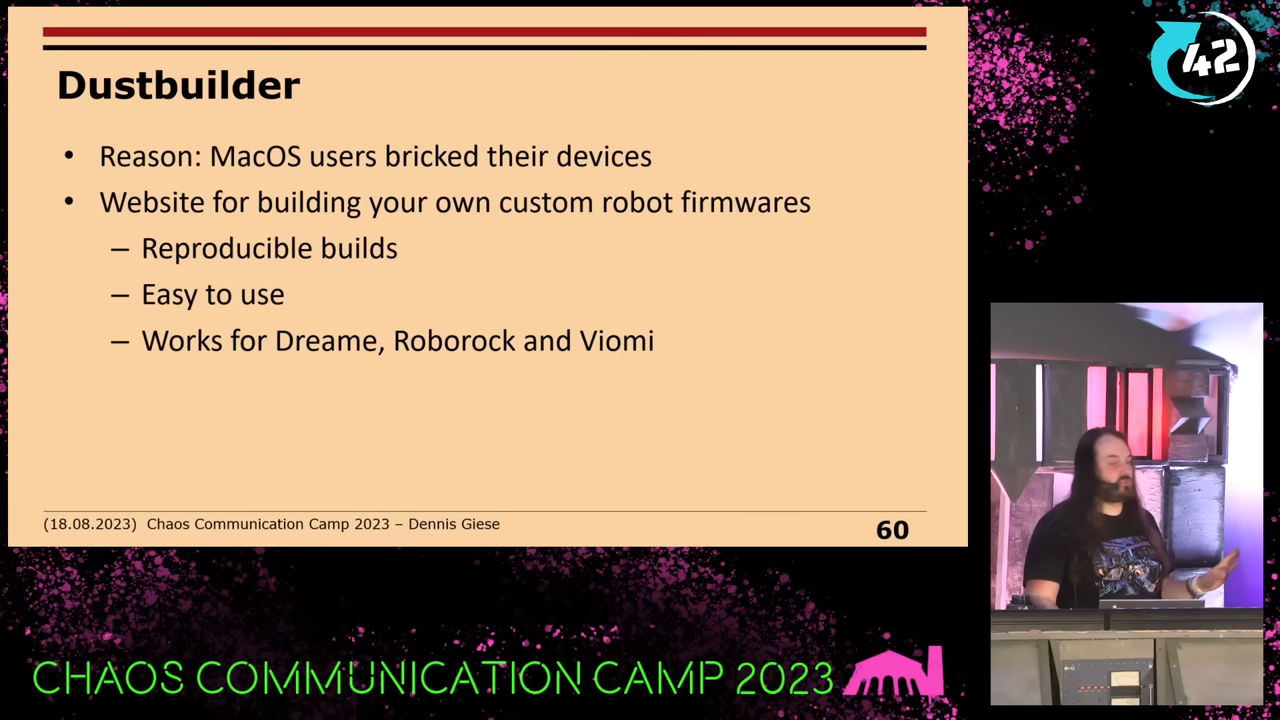 Dustbuilder
• Reason: MacOS users bricked their devices
• Website for building your own custom robot firmwares
– Reproducible builds
– Easy to use
– Works for Dreame, Roborock and Viomi
(18.08.2023) Chaos Communication Camp 2023 – Dennis Giese
60
42
CHAOS COMMUNICATION CAMP 2023